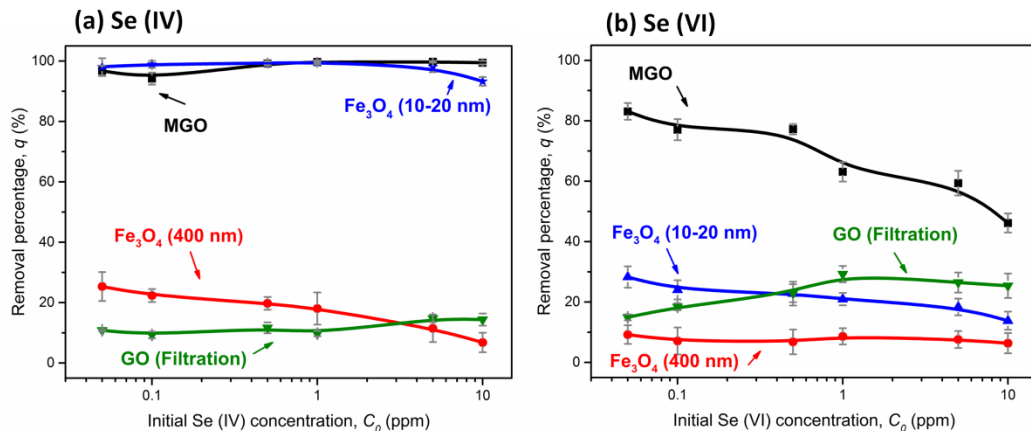 (a) Se (IV)
100
80
60
40
20
0
0.1
1
10
Removal percentage, q (%)
Initial Se (IV) concentration, C₀ (ppm)
MGO
Fe₃O₄ (10-20 nm)
Fe₃O₄ (400 nm)
GO (Filtration)
(b) Se (VI)
100
80
60
40
20
0
0.1
1
10
Removal percentage, q (%)
Initial Se (VI) concentration, C₀ (ppm)
MGO
GO (Filtration)
Fe₃O₄ (10-20 nm)
Fe₃O₄ (400 nm)